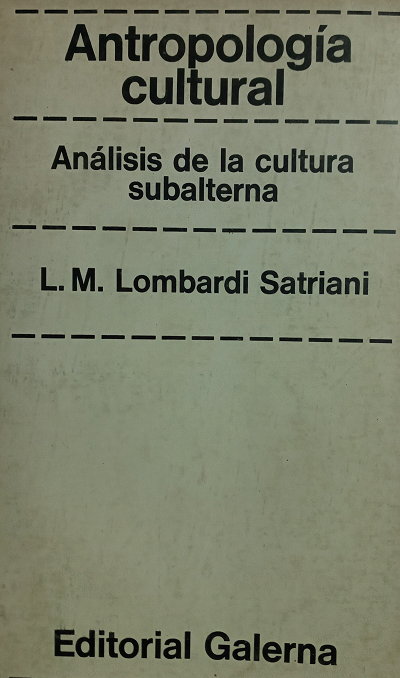 Antropología
cultural
Análisis de la cultura
subalterna
L. M. Lombardi Satriani
Editorial Galerna